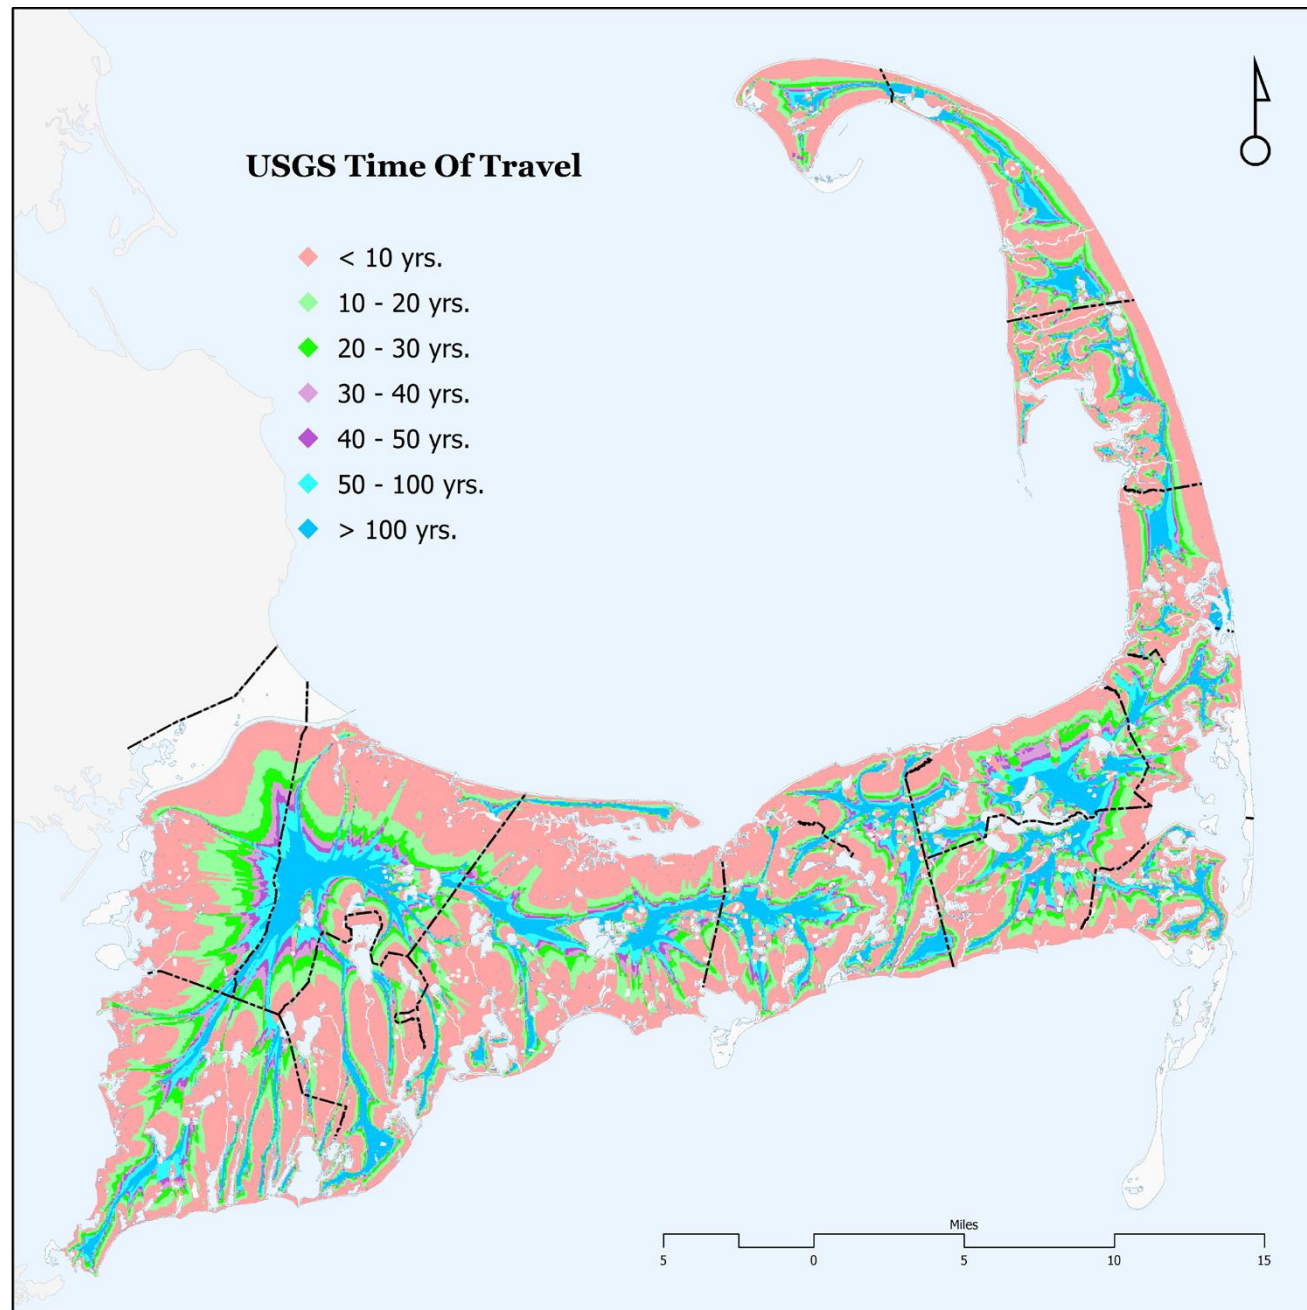 USGS Time Of Travel
< 10 yrs.
10 - 20 yrs.
20 - 30 yrs.
30 - 40 yrs.
40 - 50 yrs.
50 - 100 yrs.
> 100 yrs.
Miles
5 0 5 10 15